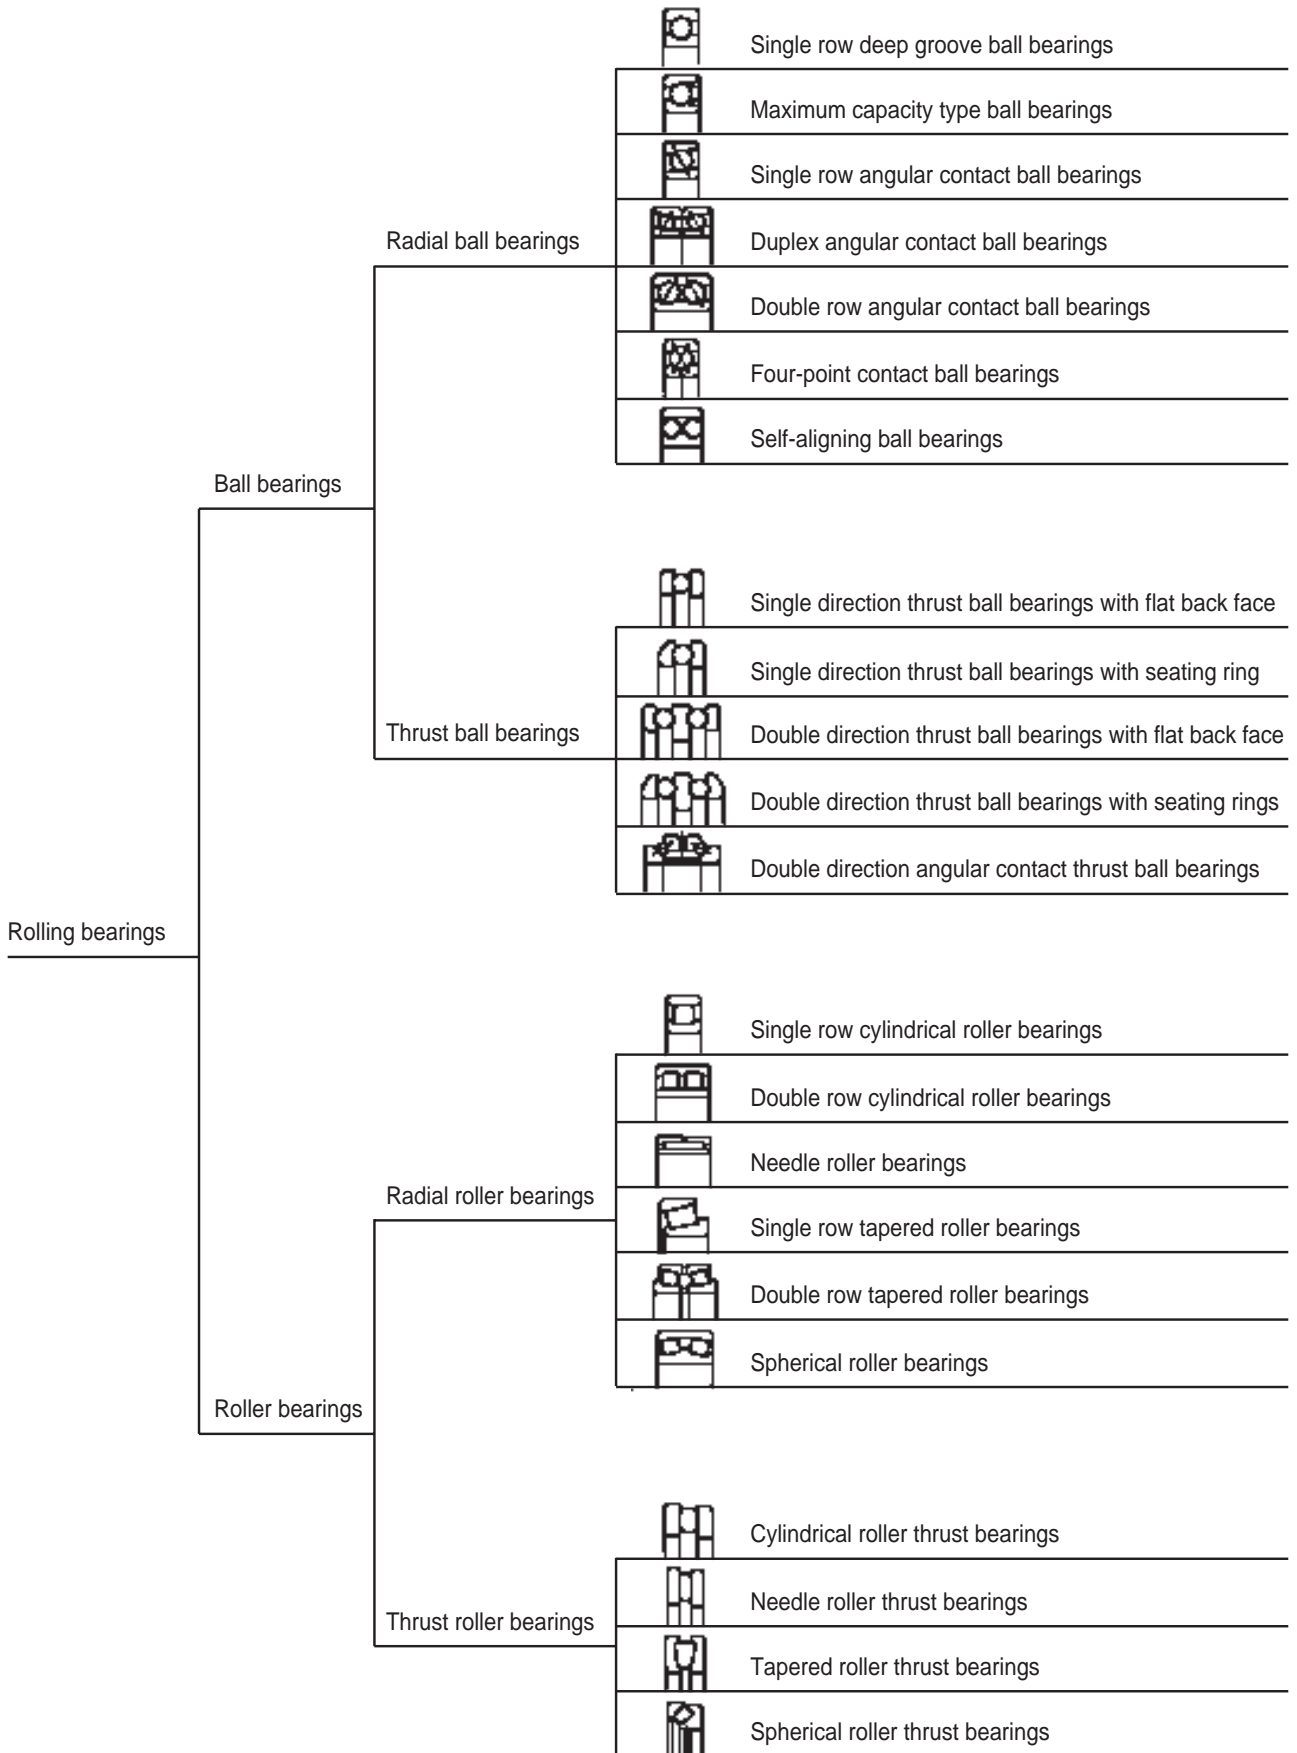 Single row deep groove ball bearings
Maximum capacity type ball bearings
Single row angular contact ball bearings
Radial ball bearings
Duplex angular contact ball bearings
Double row angular contact ball bearings
Four-point contact ball bearings
Self-aligning ball bearings
Ball bearings
Single direction thrust ball bearings with flat back face
Single direction thrust ball bearings with seating ring
Thrust ball bearings
Double direction thrust ball bearings with flat back face
Double direction thrust ball bearings with seating rings
Double direction angular contact thrust ball bearings
Rolling bearings
Single row cylindrical roller bearings
Double row cylindrical roller bearings
Needle roller bearings
Radial roller bearings
Single row tapered roller bearings
Double row tapered roller bearings
Spherical roller bearings
Roller bearings
Cylindrical roller thrust bearings
Needle roller thrust bearings
Thrust roller bearings
Tapered roller thrust bearings
Spherical roller thrust bearings